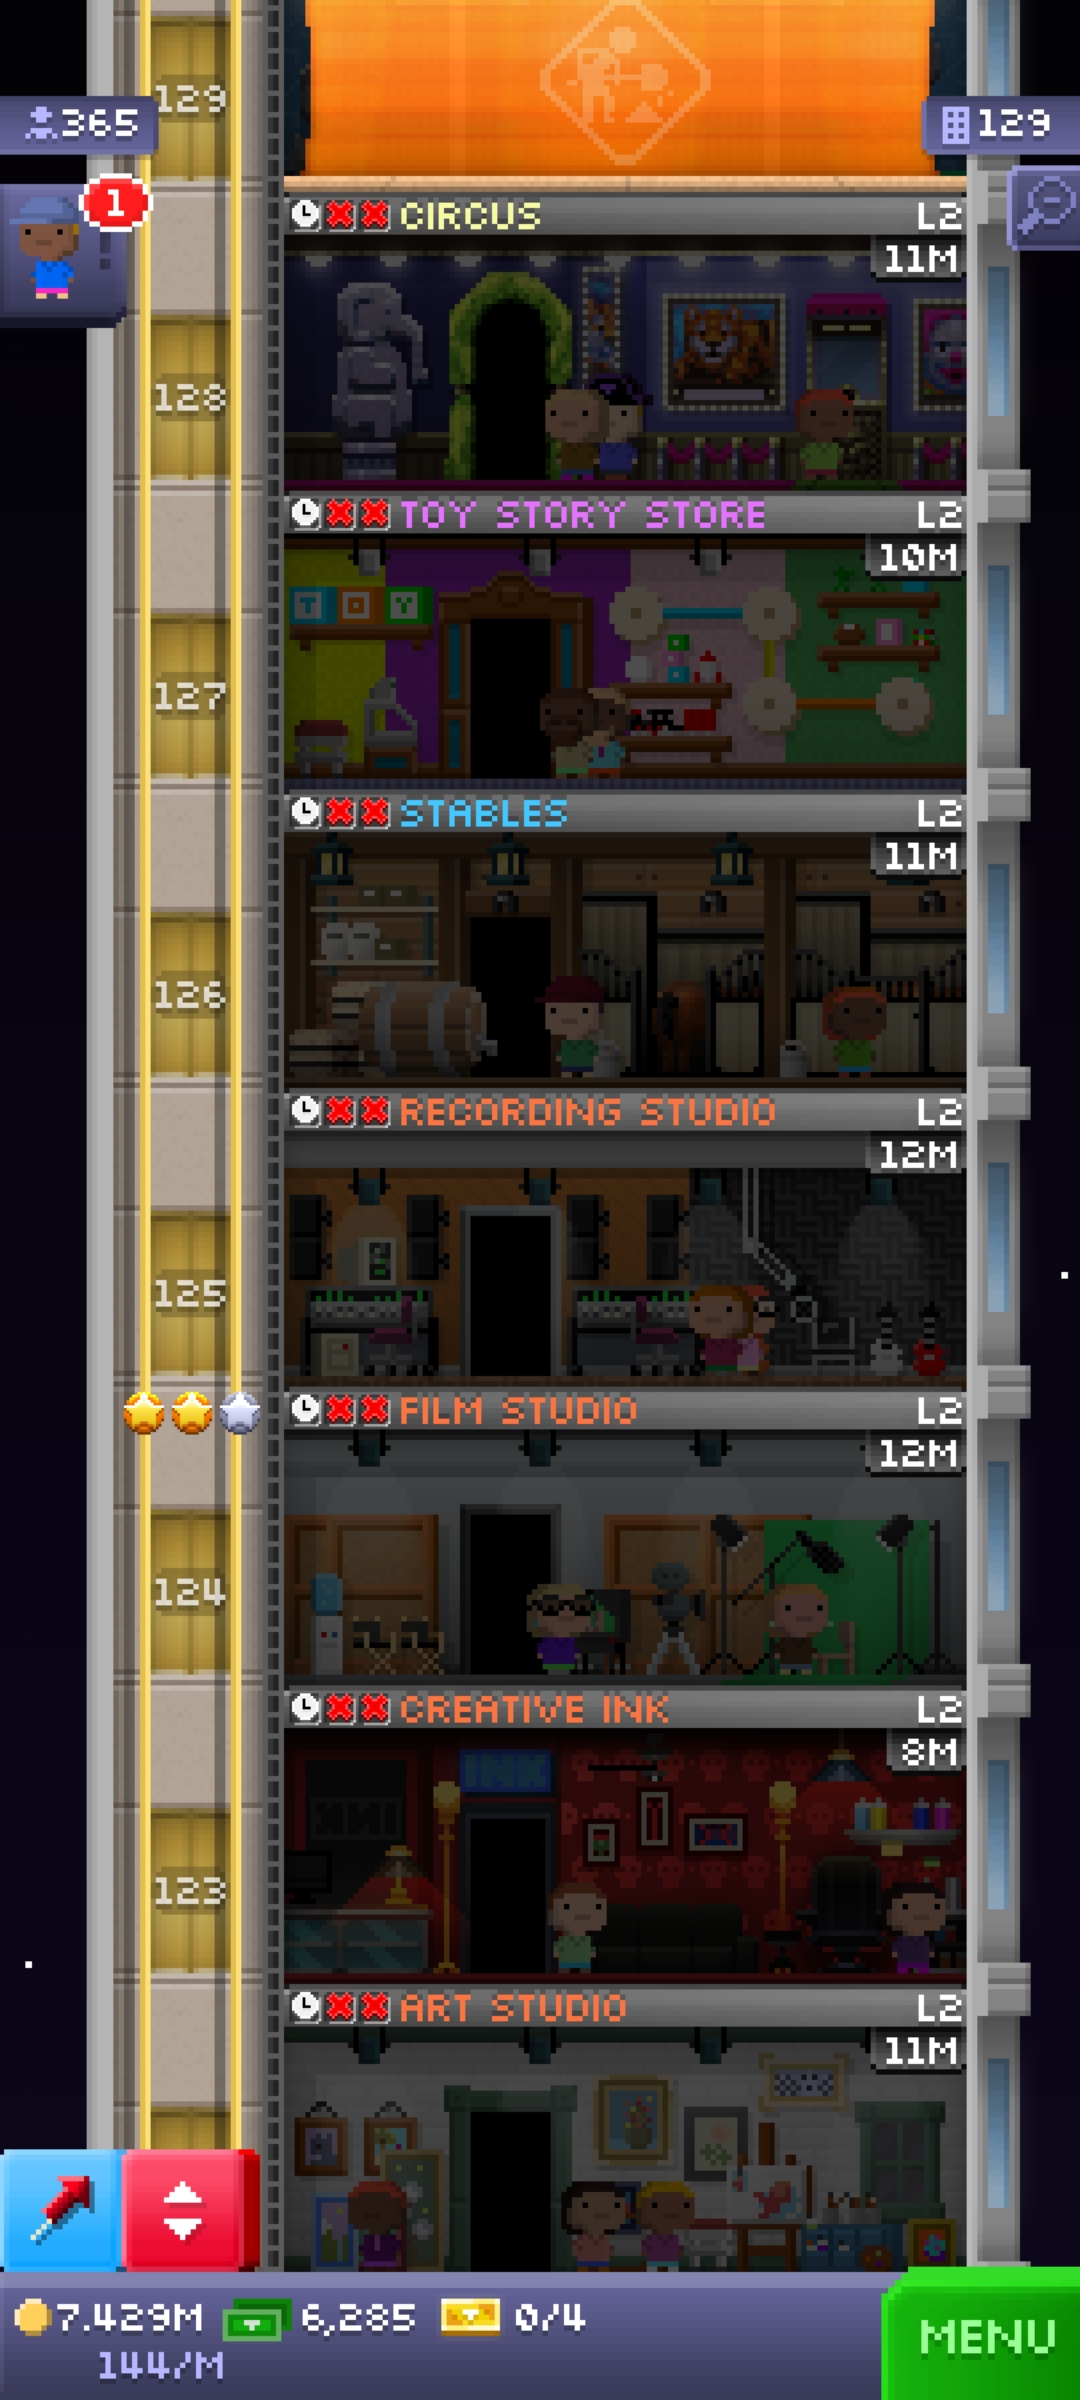 129
365
129
1
CIRCUS L2
11M
128
TOY STORY STORE L2
10M
T O Y
127
STABLES L2
11M
126
RECORDING STUDIO L2
12M
125
FILM STUDIO L2
12M
124
CREATIVE INK L2
8M
INK
123
ART STUDIO L2
11M
7.429M 6,285 0/4
144/M
MENU